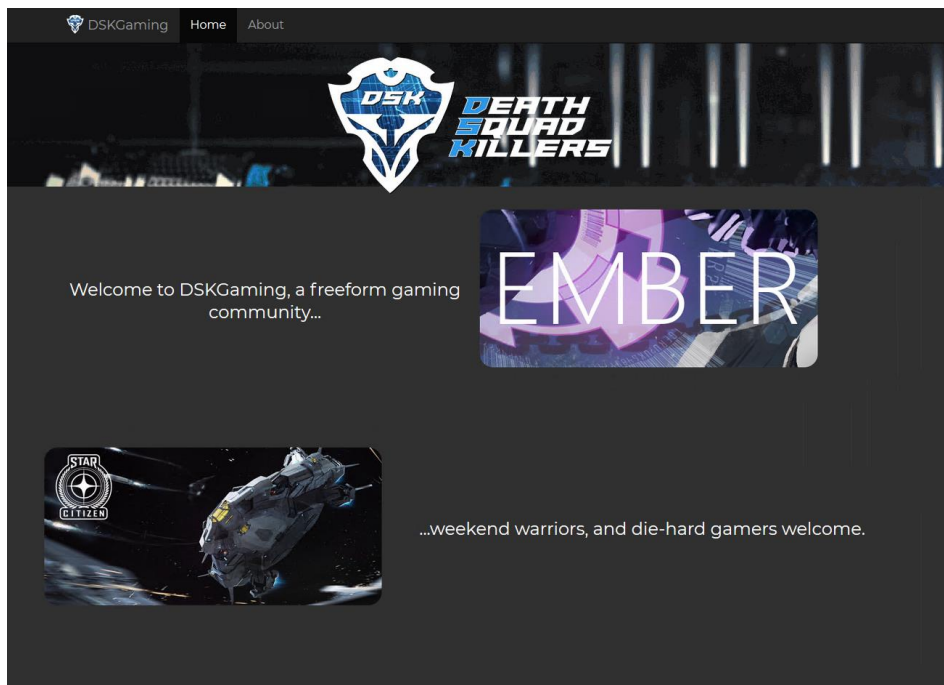 DSKGaming Home About
DSK
DEATH
SQUAD
KILLERS
Welcome to DSKGaming, a freeform gaming
community...
EMBER
STAR
CITIZEN
...weekend warriors, and die-hard gamers welcome.